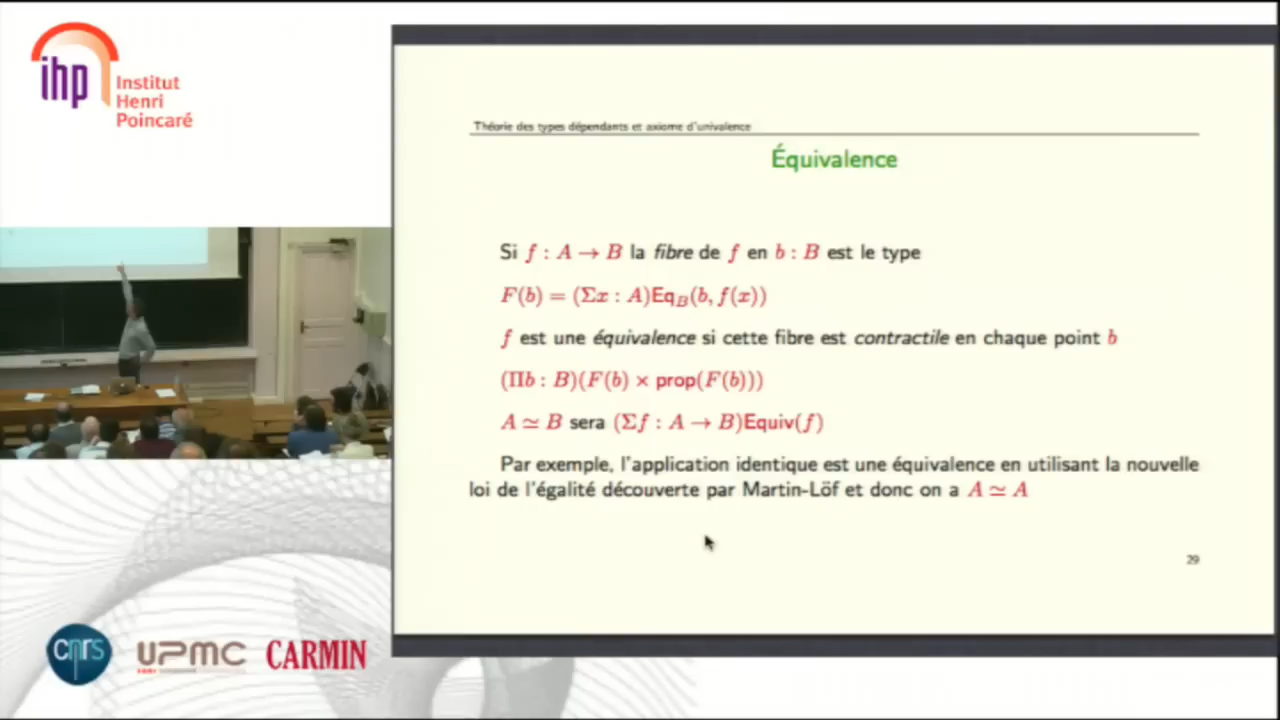 ihp
Institut
Henri
Poincaré
Théorie des types dépendants et axiome d'univalence
Équivalence
Si f : A → B la fibre de f en b : B est le type
F(b) = (Σx : A)Eq_B(b, f(x))
f est une équivalence si cette fibre est contractile en chaque point b
(Πb : B)(F(b) × prop(F(b)))
A ≃ B sera (Σf : A → B)Equiv(f)
Par exemple, l'application identique est une équivalence en utilisant la nouvelle
loi de l'égalité découverte par Martin-Löf et donc on a A ≃ A
29
cnrs
UPMC
CARMIN